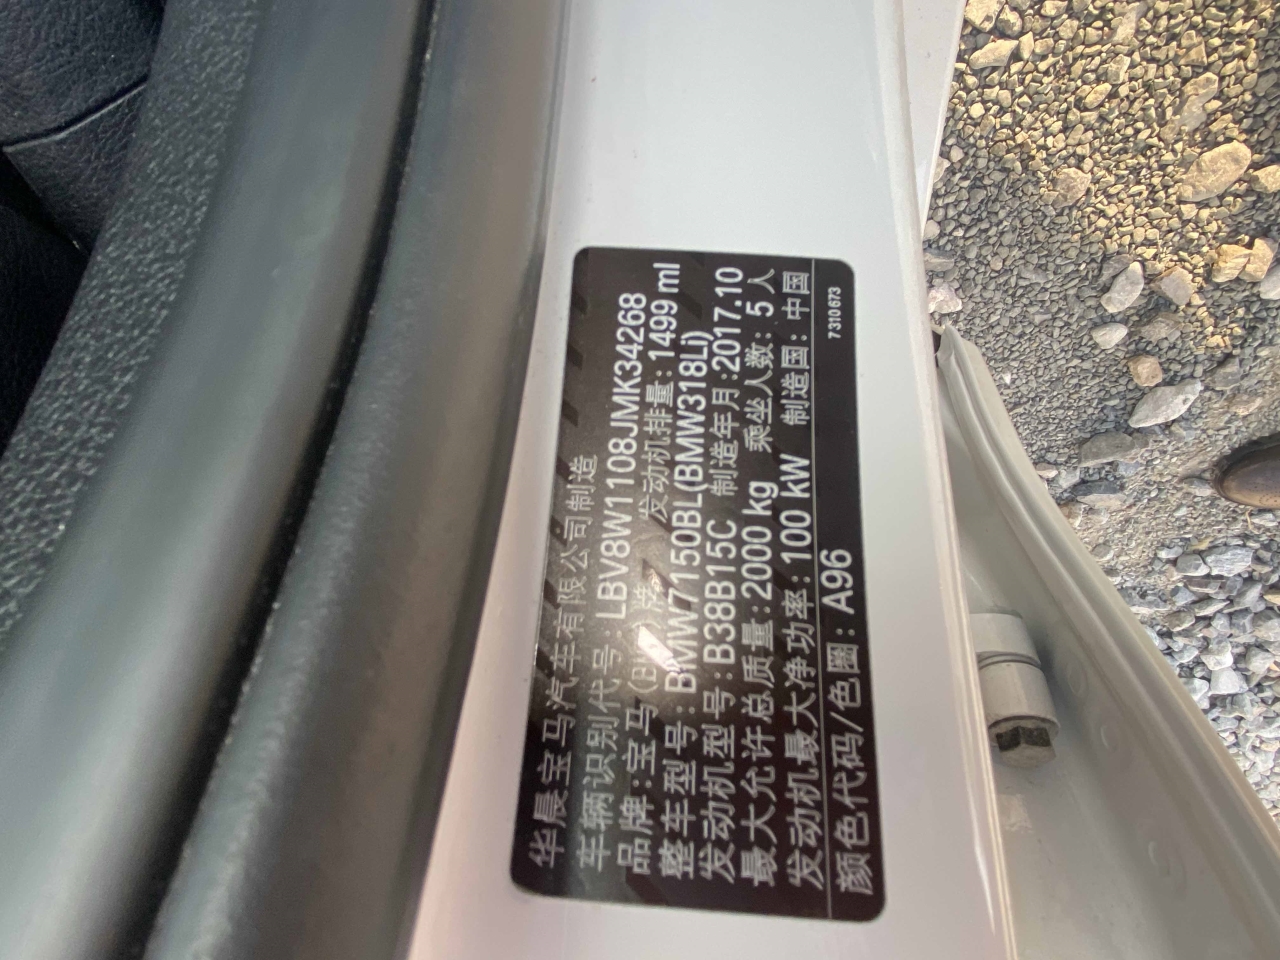 华晨宝马汽车有限公司制造
车辆识别代号:LBV8W1108JMK34268
品牌:宝马(BMW)牌 发动机排量:1499 ml
整车型号:BMW7150BL(BMW318Li)
发动机型号:B38B15C 制造年月:2017.10
最大允许总质量:2000 kg 乘坐人数:5 人
发动机最大净功率:100 kW 制造国:中国
颜色代码/色圈:A96
7310673